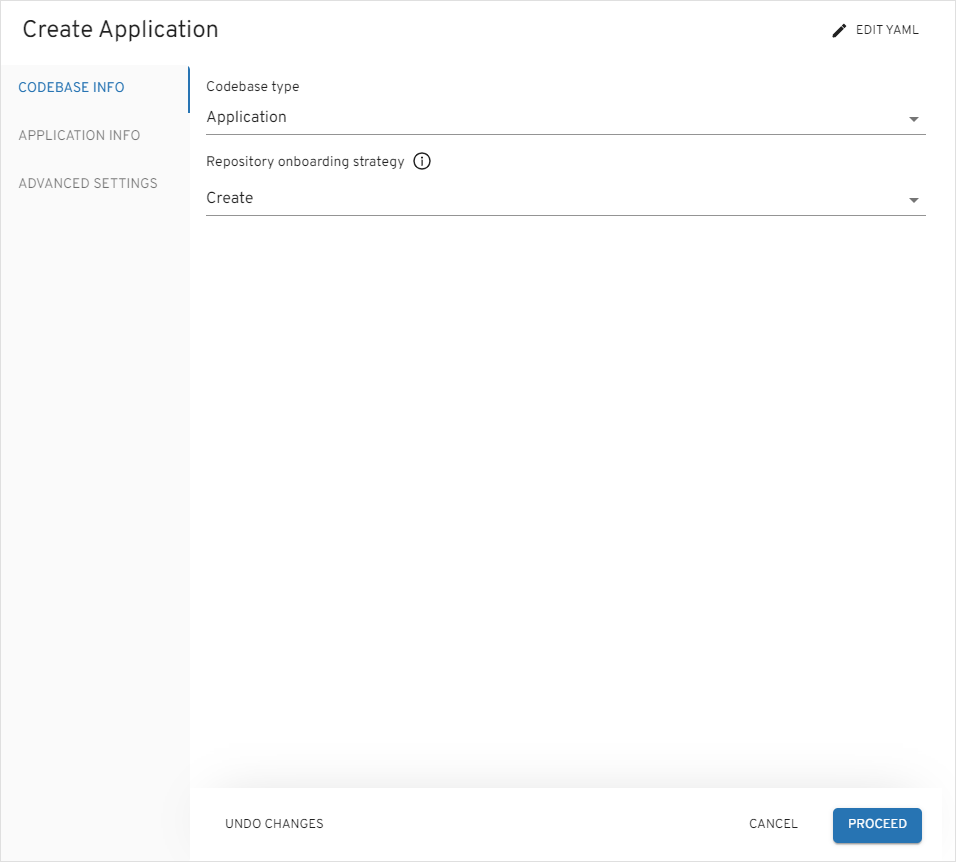 Create Application
EDIT YAML
CODEBASE INFO
APPLICATION INFO
ADVANCED SETTINGS
Codebase type
Application
Repository onboarding strategy
Create
UNDO CHANGES
CANCEL
PROCEED